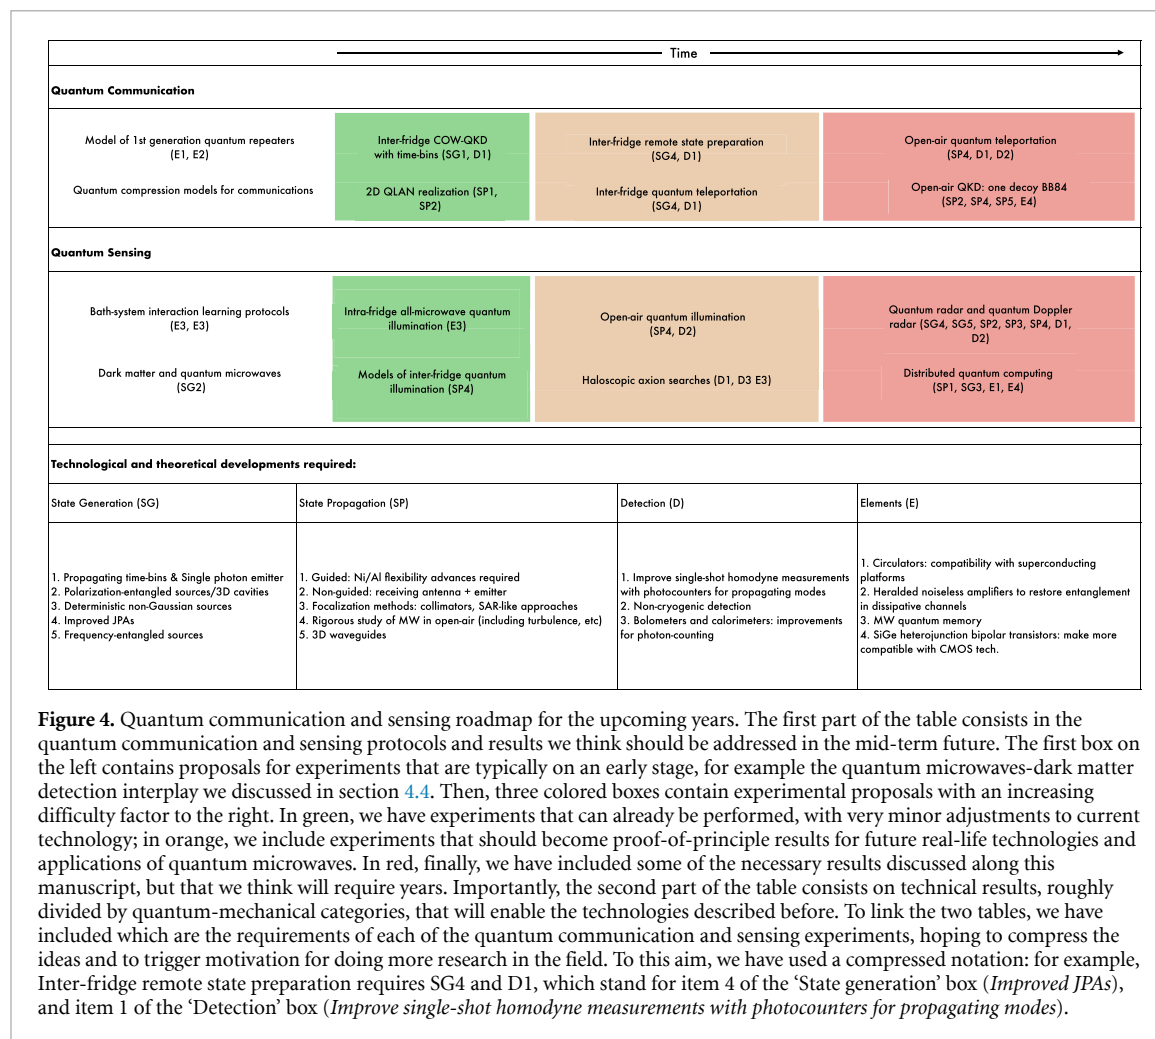 Time
Quantum Communication
Model of 1st generation quantum repeaters
(E1, E2)
Quantum compression models for communications
Inter-fridge COW-QKD
with time-bins (SG1, D1)
2D QLAN realization (SP1,
SP2)
Inter-fridge remote state preparation
(SG4, D1)
Inter-fridge quantum teleportation
(SG4, D1)
Open-air quantum teleportation
(SP4, D1, D2)
Open-air QKD: one decoy BB84
(SP2, SP4, SP5, E4)
Quantum Sensing
Bath-system interaction learning protocols
(E3, E3)
Dark matter and quantum microwaves
(SG2)
Intra-fridge all-microwave quantum
illumination (E3)
Models of inter-fridge quantum
illumination (SP4)
Open-air quantum illumination
(SP4, D2)
Haloscopic axion searches (D1, D3 E3)
Quantum radar and quantum Doppler
radar (SG4, SG5, SP2, SP3, SP4, D1,
D2)
Distributed quantum computing
(SP1, SG3, E1, E4)
Technological and theoretical developments required:
State Generation (SG)
State Propagation (SP)
Detection (D)
Elements (E)
1. Propagating time-bins & Single photon emitter
2. Polarization-entangled sources/3D cavities
3. Deterministic non-Gaussian sources
4. Improved JPAs
5. Frequency-entangled sources
1. Guided: Ni/Al flexibility advances required
2. Non-guided: receiving antenna + emitter
3. Focalization methods: collimators, SAR-like approaches
4. Rigorous study of MW in open-air (including turbulence, etc)
5. 3D waveguides
1. Improve single-shot homodyne measurements
with photocounters for propagating modes
2. Non-cryogenic detection
3. Bolometers and calorimeters: improvements
for photon-counting
1. Circulators: compatibility with superconducting
platforms
2. Heralded noiseless amplifiers to restore entanglement
in dissipative channels
3. MW quantum memory
4. SiGe heterojunction bipolar transistors: make more
compatible with CMOS tech.
Figure 4. Quantum communication and sensing roadmap for the upcoming years. The first part of the table consists in the
quantum communication and sensing protocols and results we think should be addressed in the mid-term future. The first box on
the left contains proposals for experiments that are typically on an early stage, for example the quantum microwaves-dark matter
detection interplay we discussed in section 4.4. Then, three colored boxes contain experimental proposals with an increasing
difficulty factor to the right. In green, we have experiments that can already be performed, with very minor adjustments to current
technology; in orange, we include experiments that should become proof-of-principle results for future real-life technologies and
applications of quantum microwaves. In red, finally, we have included some of the necessary results discussed along this
manuscript, but that we think will require years. Importantly, the second part of the table consists on technical results, roughly
divided by quantum-mechanical categories, that will enable the technologies described before. To link the two tables, we have
included which are the requirements of each of the quantum communication and sensing experiments, hoping to compress the
ideas and to trigger motivation for doing more research in the field. To this aim, we have used a compressed notation: for example,
Inter-fridge remote state preparation requires SG4 and D1, which stand for item 4 of the ‘State generation’ box (Improved JPAs),
and item 1 of the ‘Detection’ box (Improve single-shot homodyne measurements with photocounters for propagating modes).